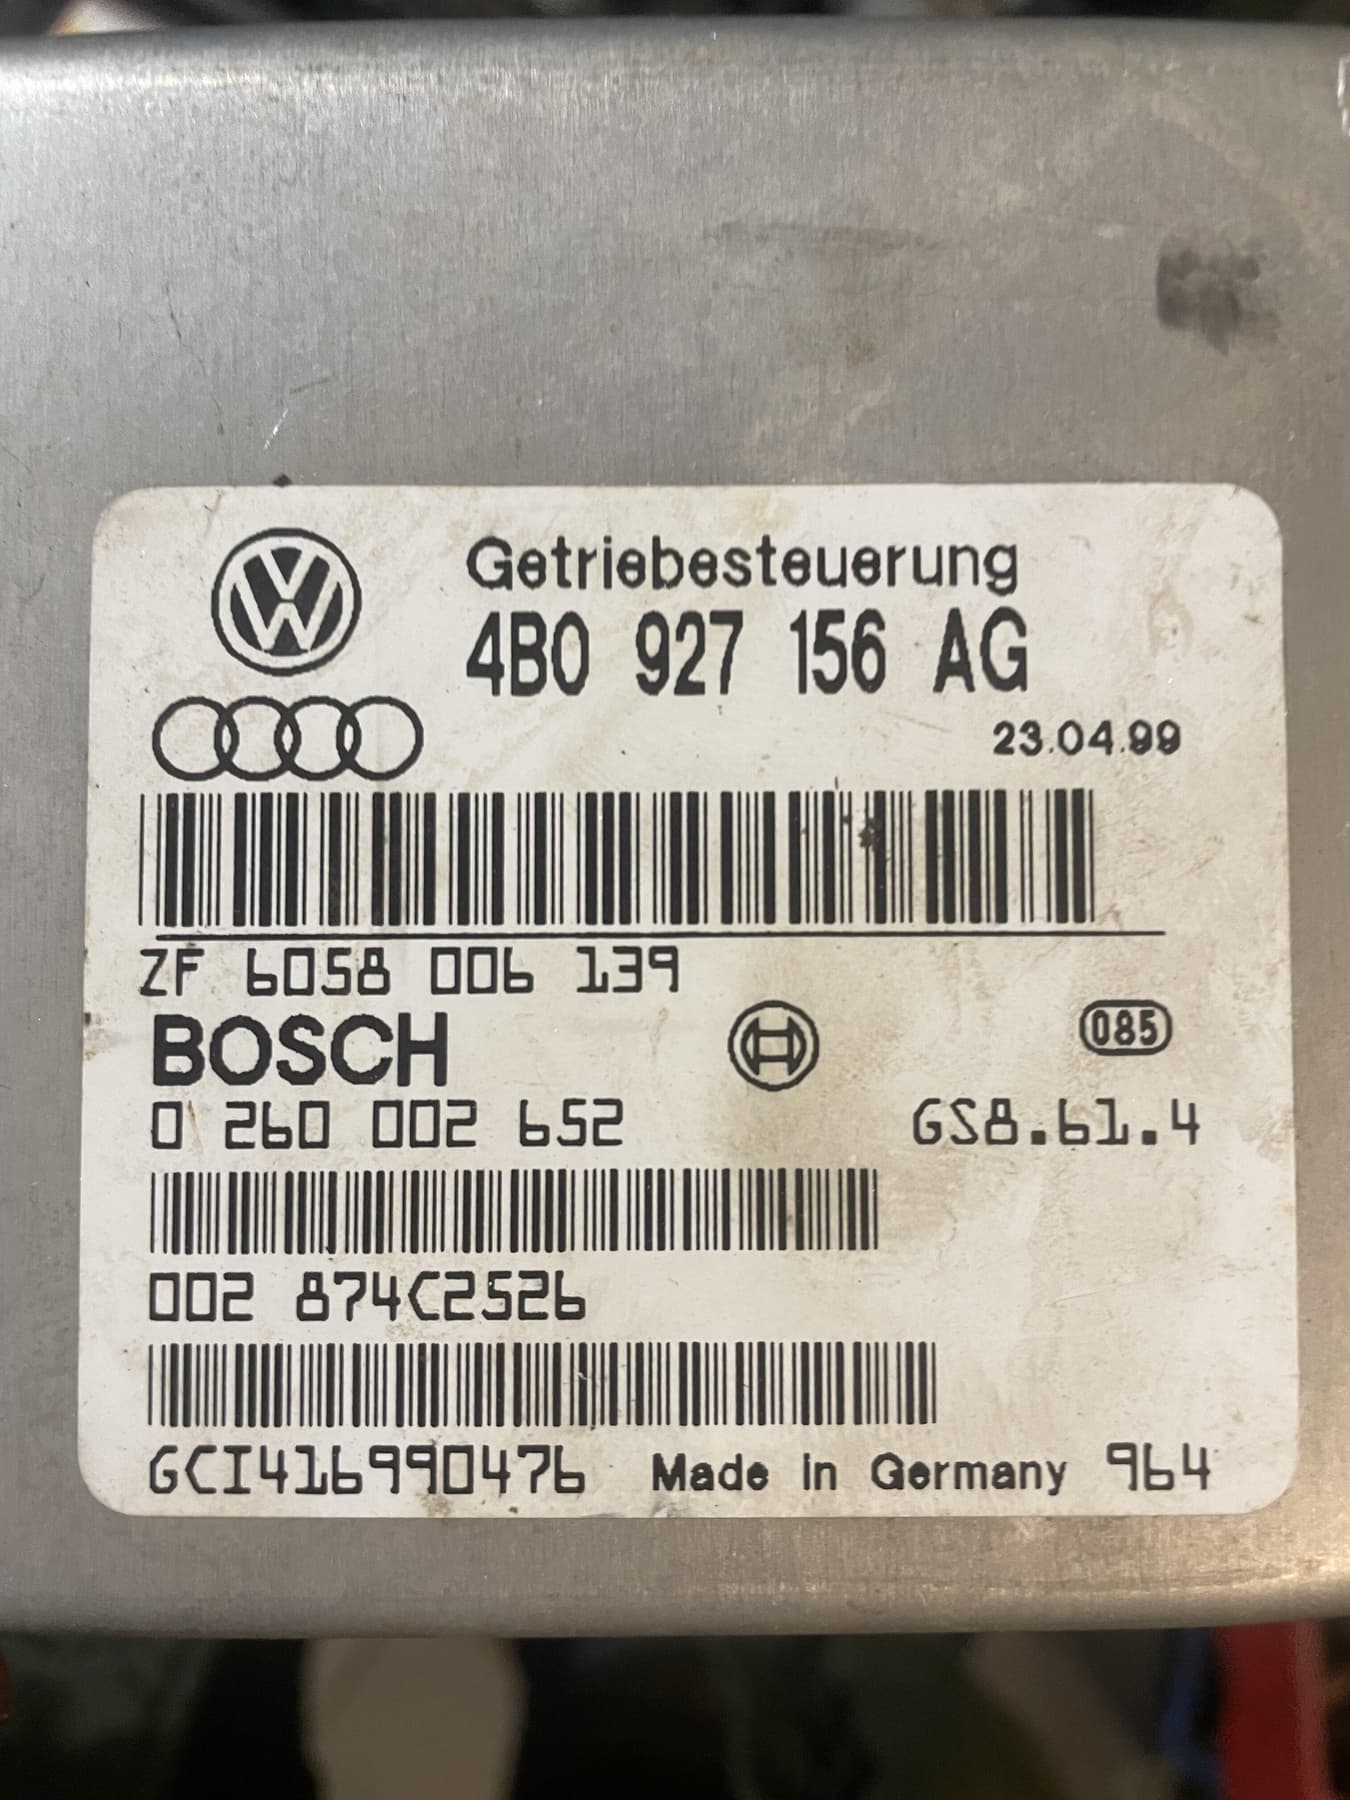 Getriebesteuerung
4B0 927 156 AG
23.04.99
ZF 6058 006 139
BOSCH
085
0 260 002 652
GS8.61.4
002 874C2526
GCI416990476 Made in Germany 964